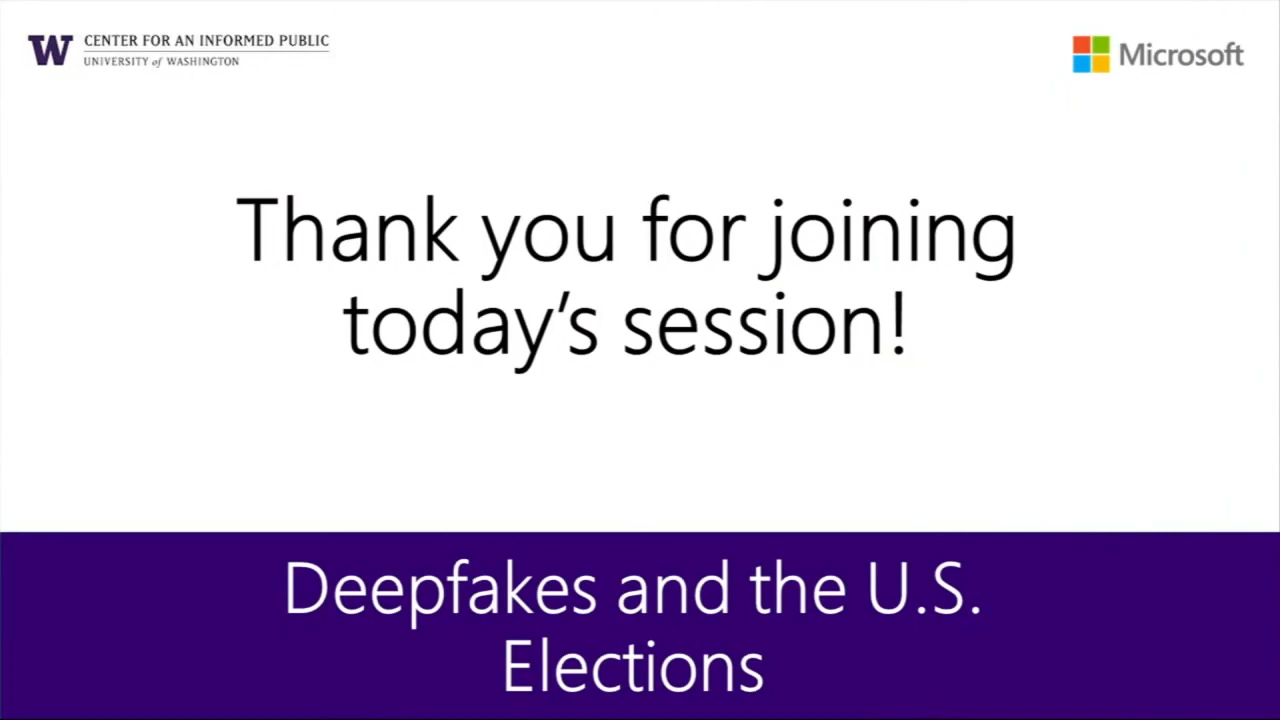 CENTER FOR AN INFORMED PUBLIC
UNIVERSITY of WASHINGTON
Microsoft
Thank you for joining
today's session!
Deepfakes and the U.S.
Elections